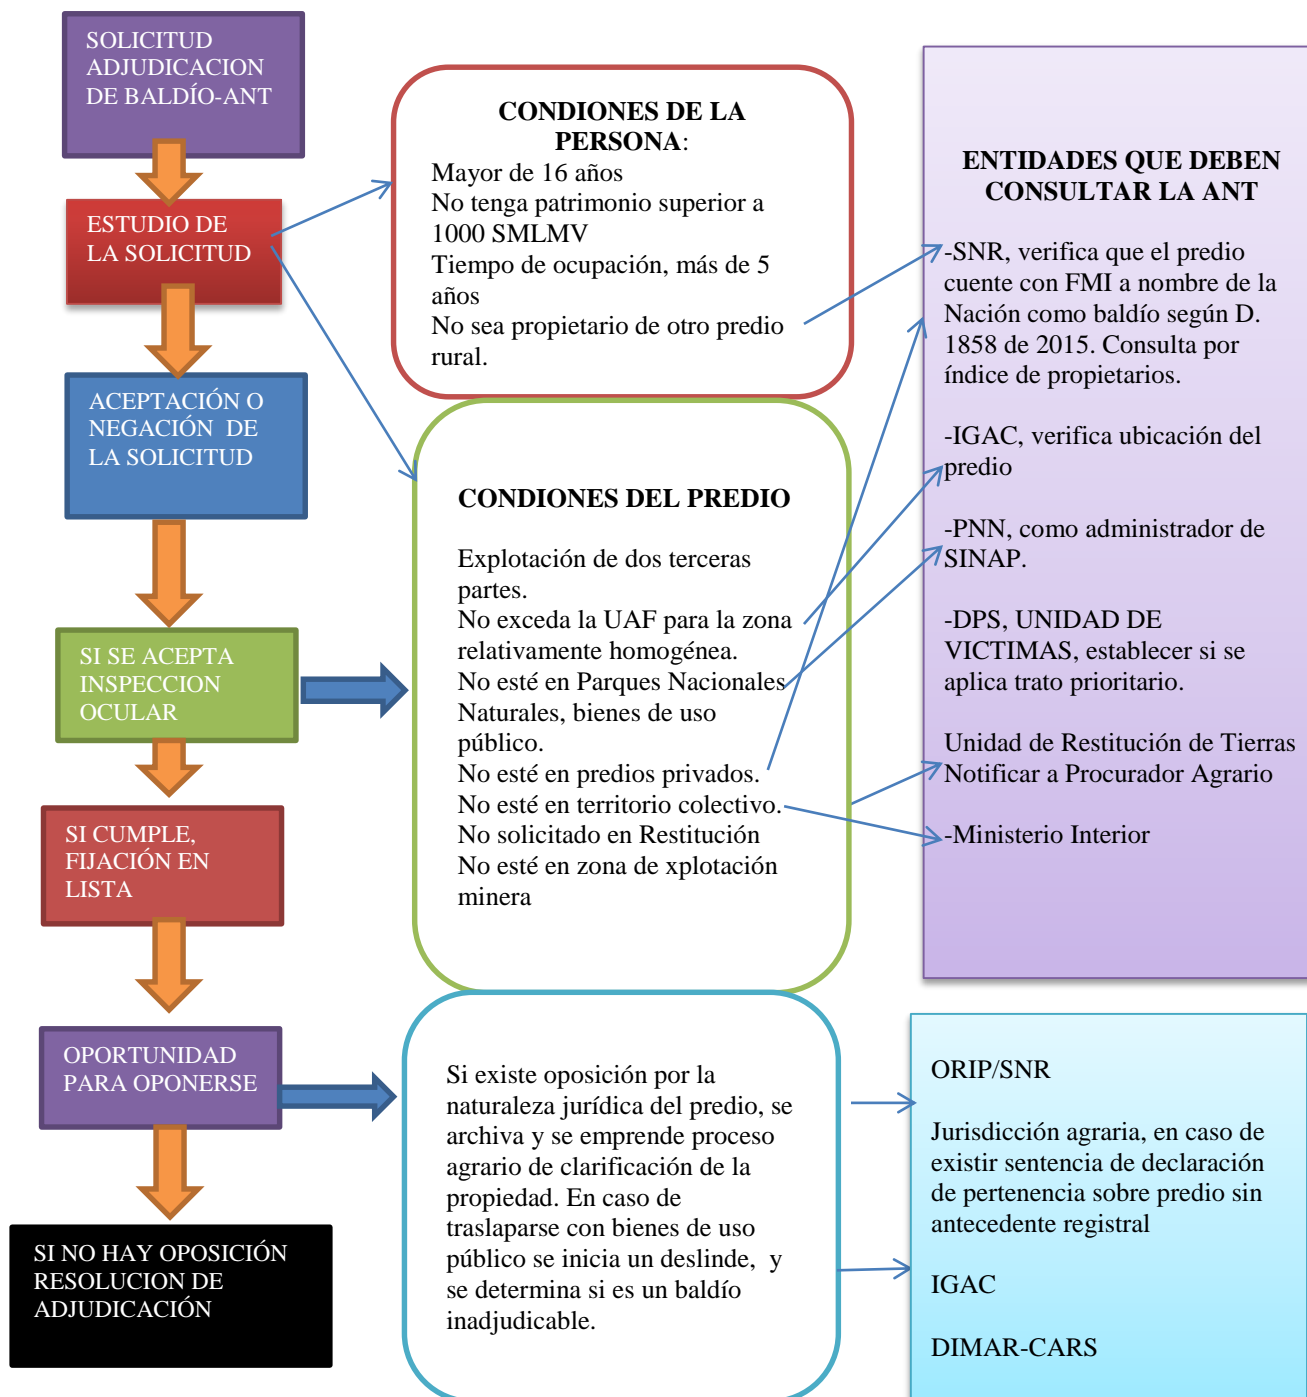 SOLICITUD
ADJUDICACION
DE BALDÍO-ANT
ESTUDIO DE
LA SOLICITUD
ACEPTACIÓN O
NEGACIÓN DE
LA SOLICITUD
SI SE ACEPTA
INSPECCION
OCULAR
SI CUMPLE,
FIJACIÓN EN
LISTA
OPORTUNIDAD
PARA OPONERSE
SI NO HAY OPOSICIÓN
RESOLUCION DE
ADJUDICACIÓN
CONDIONES DE LA
PERSONA:
Mayor de 16 años
No tenga patrimonio superior a
1000 SMLMV
Tiempo de ocupación, más de 5
años
No sea propietario de otro predio
rural.
CONDIONES DEL PREDIO
Explotación de dos terceras
partes.
No exceda la UAF para la zona
relativamente homogénea.
No esté en Parques Nacionales
Naturales, bienes de uso
público.
No esté en predios privados.
No esté en territorio colectivo.
No solicitado en Restitución
No esté en zona de xplotación
minera
Si existe oposición por la
naturaleza jurídica del predio, se
archiva y se emprende proceso
agrario de clarificación de la
propiedad. En caso de
traslaparse con bienes de uso
público se inicia un deslinde, y
se determina si es un baldío
inadjudicable.
ENTIDADES QUE DEBEN
CONSULTAR LA ANT
-SNR, verifica que el predio
cuente con FMI a nombre de la
Nación como baldío según D.
1858 de 2015. Consulta por
índice de propietarios.
-IGAC, verifica ubicación del
predio
-PNN, como administrador de
SINAP.
-DPS, UNIDAD DE
VICTIMAS, establecer si se
aplica trato prioritario.
Unidad de Restitución de Tierras
Notificar a Procurador Agrario
-Ministerio Interior
ORIP/SNR
Jurisdicción agraria, en caso de
existir sentencia de declaración
de pertenencia sobre predio sin
antecedente registral
IGAC
DIMAR-CARS